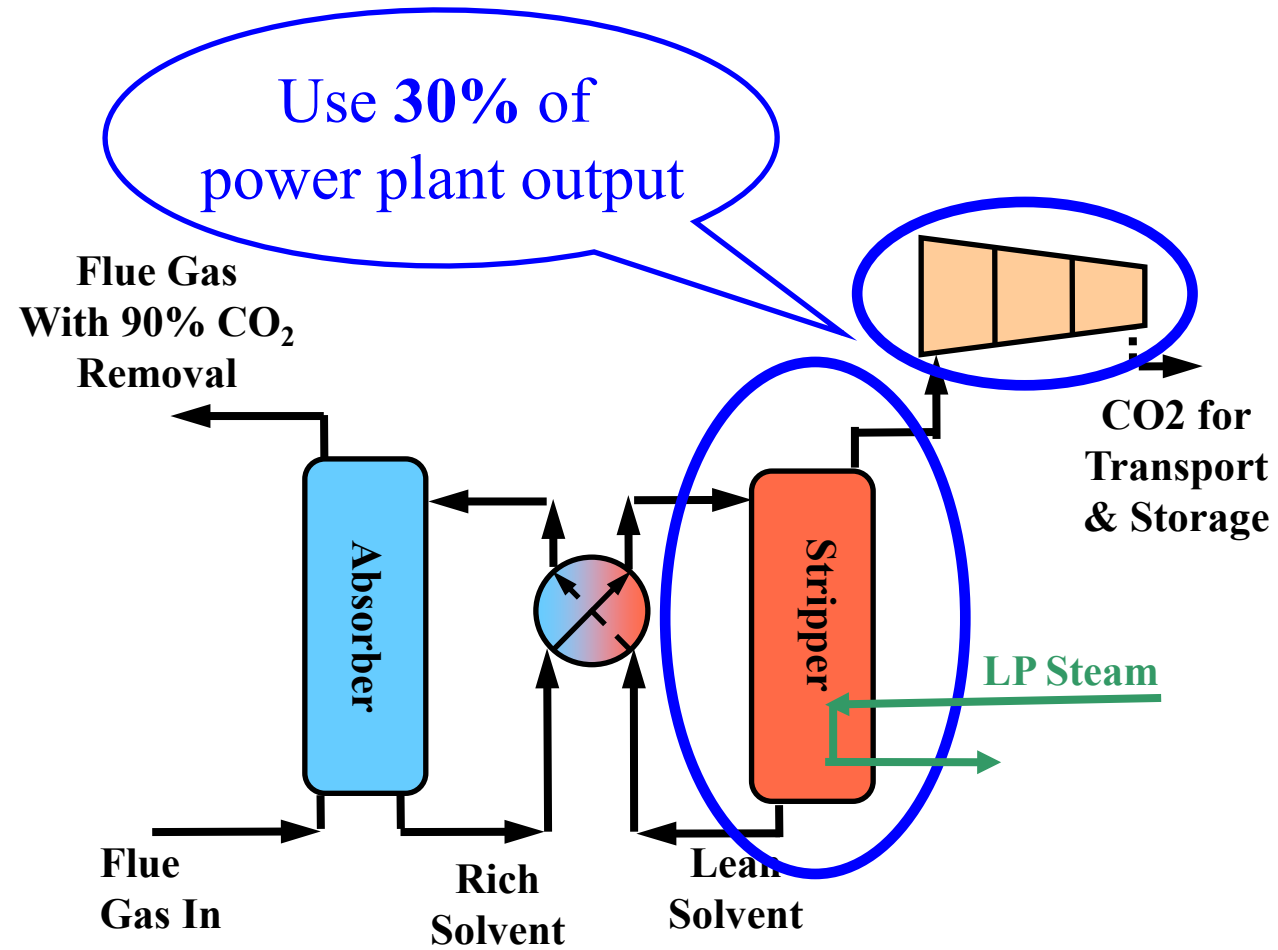 Use 30% of
power plant output
Flue Gas
With 90% CO₂
Removal
CO2 for
Transport
& Storage
Absorber
Stripper
LP Steam
Flue
Gas In
Rich
Solvent
Lean
Solvent